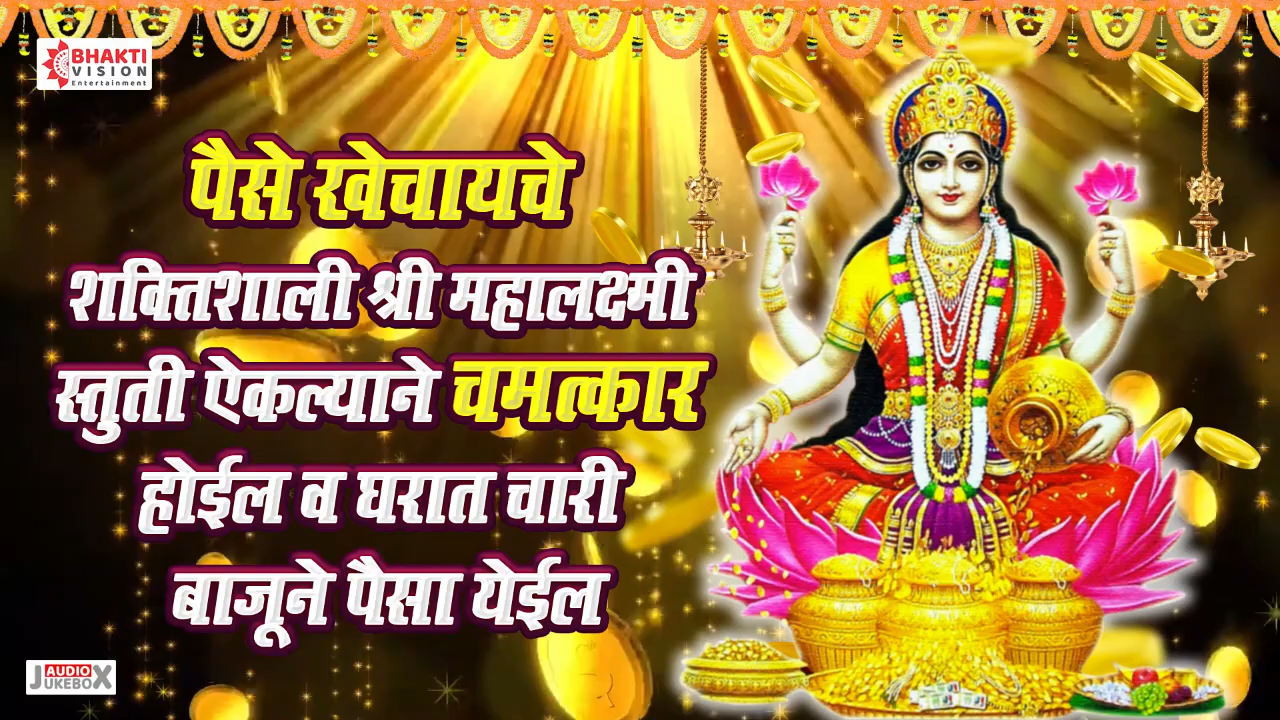 BHAKTI
VISION
Entertainment
पैसे खेचायचे
शक्तिशाली श्री महालक्ष्मी
स्तुती ऐकल्याने चमत्कार
होईल व घरात चारी
बाजूने पैसा येईल
AUDIO
JUKEBOX